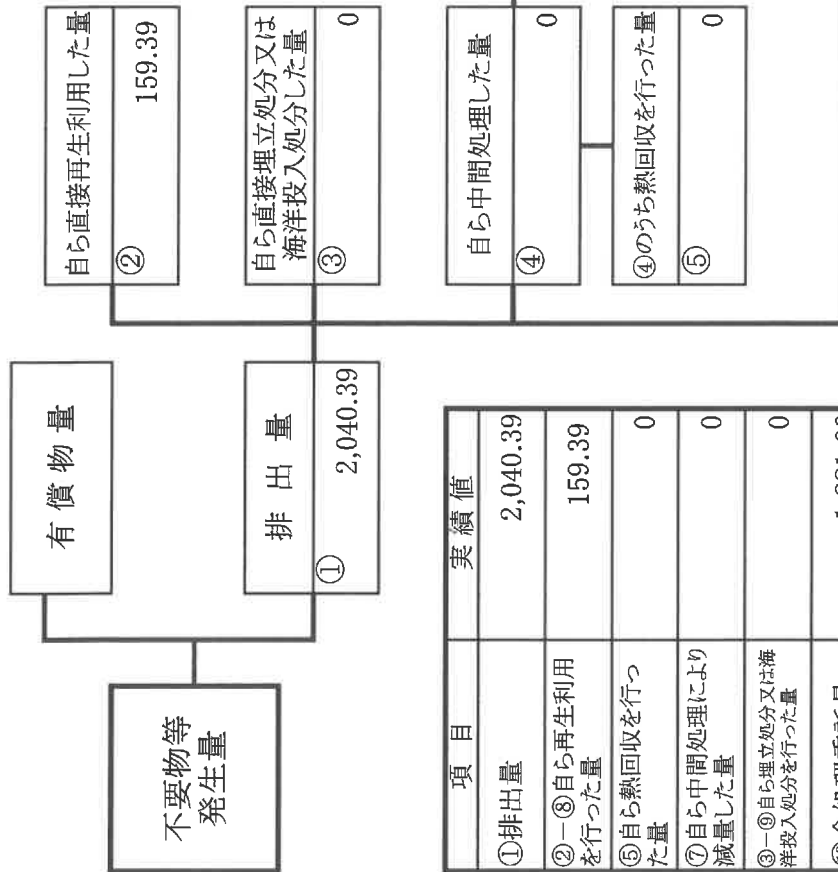 不要物等
発生量
有償物量
排出量
①
2,040.39
自ら直接再生利用した量
②
159.39
自ら直接埋立処分又は
海洋投入処分した量
③
0
自ら中間処理した量
④
0
④のうち熱回収を行った量
⑤
0
項目
実績値
①排出量
2,040.39
②－⑧自ら再生利用
を行った量
159.39
⑤自ら熱回収を行っ
た量
0
⑦自ら中間処理により
減量した量
0
③－⑨自ら埋立処分又は海
洋投入処分を行った量
0